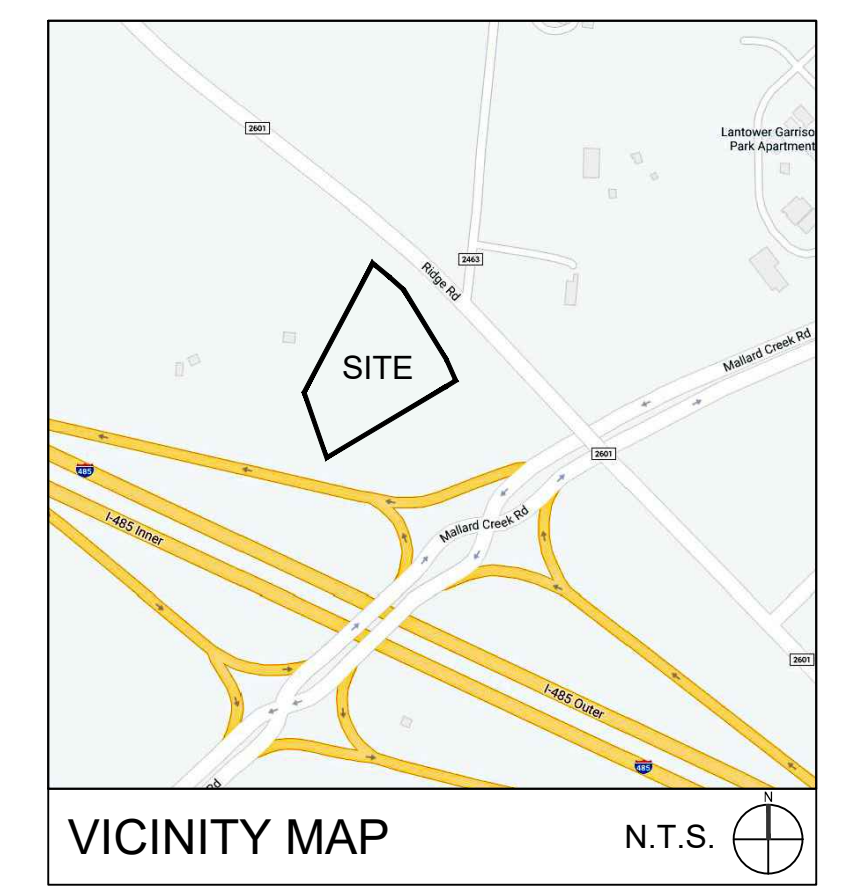 2601
Lantower Garriso
Park Apartment
2463
Ridge Rd
Mallard Creek Rd
SITE
2601
485
Mallard Creek Rd
I-485 Inner
2601
I-485 Outer
485
Rd
N
VICINITY MAP
N.T.S.